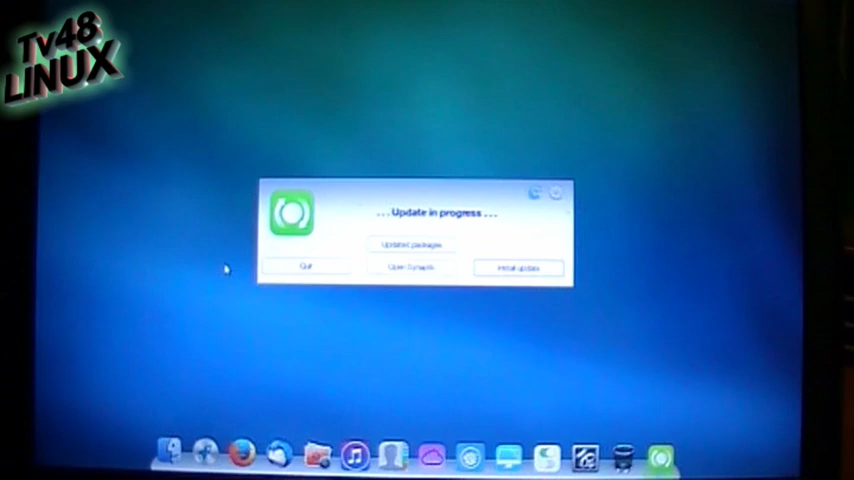 Tv48
LINUX
...Update in progress...
Updated packages
Quit
Open Synaptic
Install update